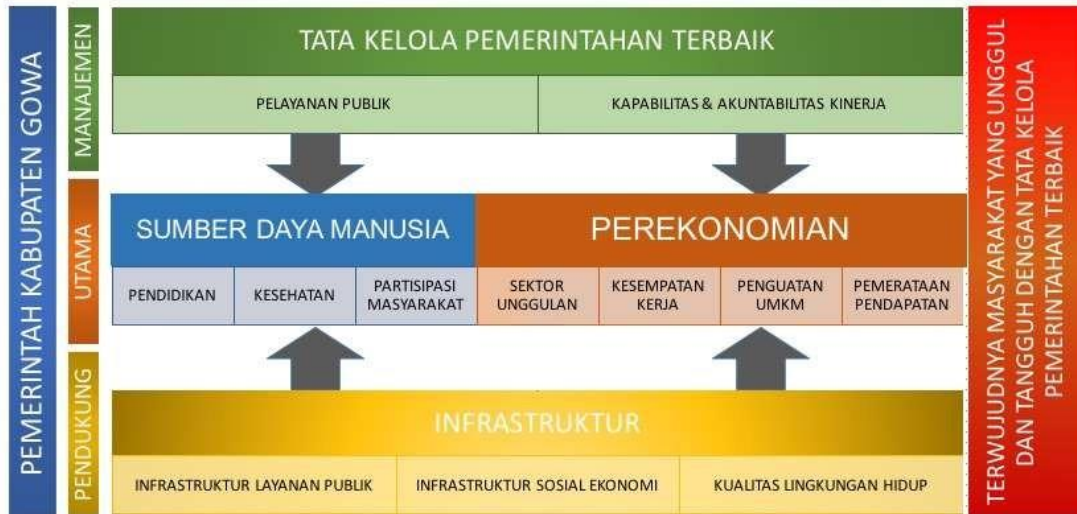 PEMERINTAH KABUPATEN GOWA
MANAJEMEN
TATA KELOLA PEMERINTAHAN TERBAIK
PELAYANAN PUBLIK
KAPABILITAS & AKUNTABILITAS KINERJA
UTAMA
SUMBER DAYA MANUSIA
PEREKONOMIAN
PENDIDIKAN
KESEHATAN
PARTISIPASI
MASYARAKAT
SEKTOR
UNGGULAN
KESEMPATAN
KERJA
PENGUATAN
UMKM
PEMERATAAN
PENDAPATAN
PENDUKUNG
INFRASTRUKTUR
INFRASTRUKTUR LAYANAN PUBLIK
INFRASTRUKTUR SOSIAL EKONOMI
KUALITAS LINGKUNGAN HIDUP
TERWUJUDNYA MASYARAKAT YANG UNGGUL
DAN TANGGUH DENGAN TATA KELOLA
PEMERINTAHAN TERBAIK